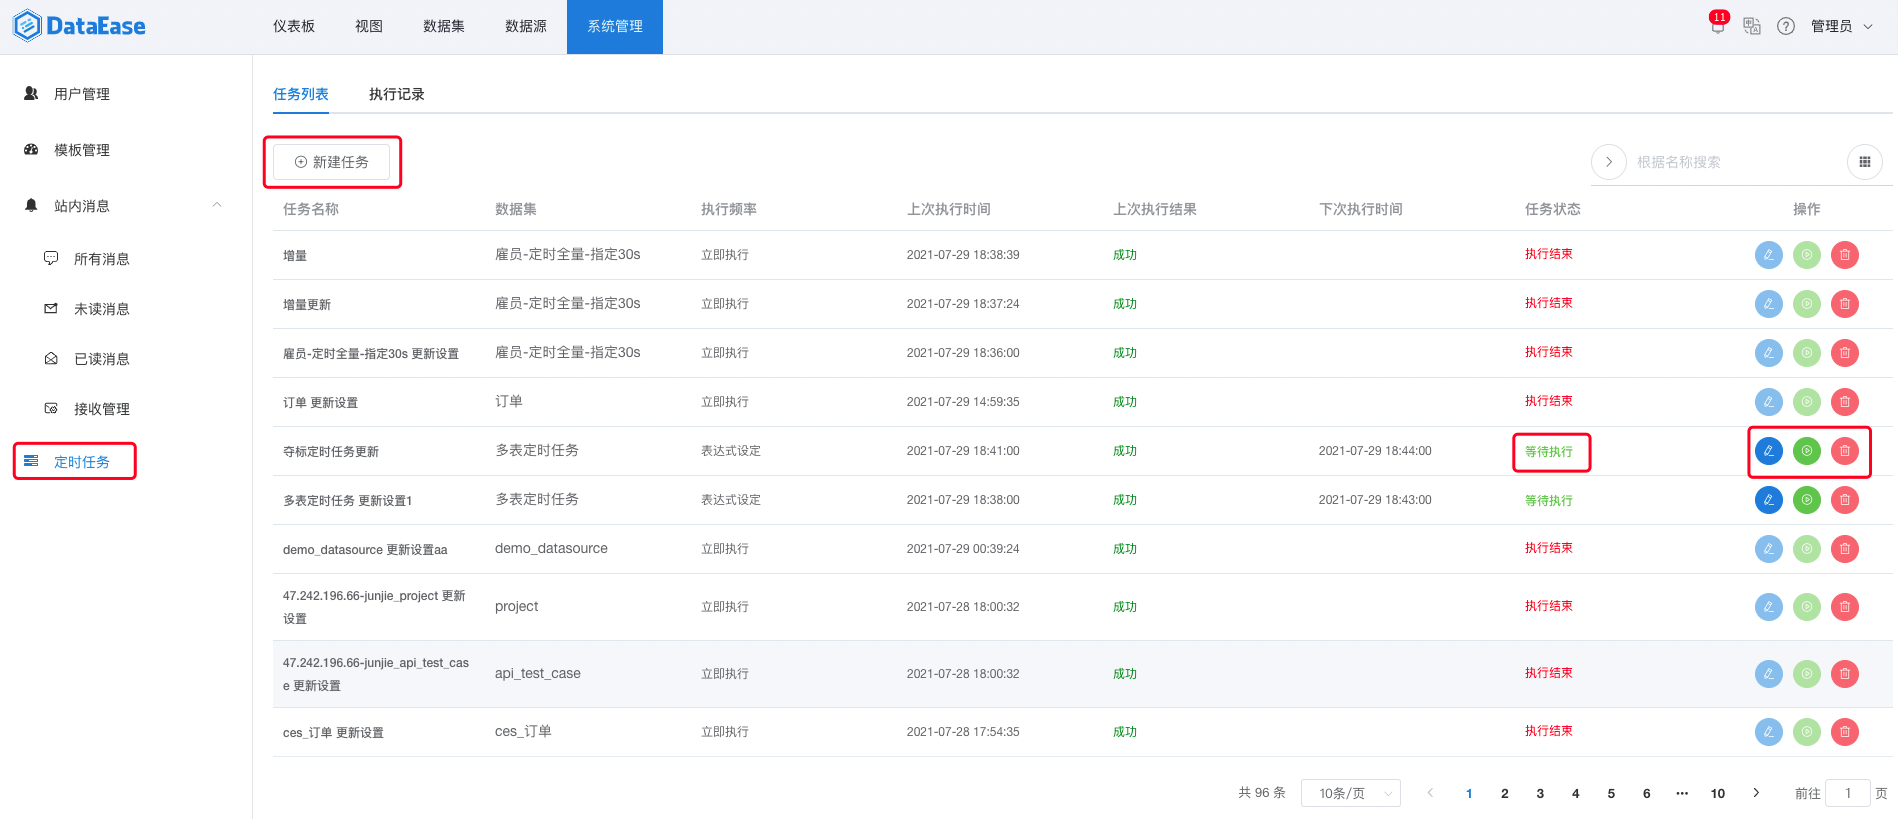 DataEase 仪表板 视图 数据集 数据源 系统管理 11 管理员
用户管理
模板管理
站内消息
所有消息
未读消息
已读消息
接收管理
定时任务
任务列表 执行记录
新建任务 根据名称搜索
任务名称 数据集 执行频率 上次执行时间 上次执行结果 下次执行时间 任务状态 操作
增量 雇员-定时全量-指定30s 立即执行 2021-07-29 18:38:39 成功 执行结束
增量更新 雇员-定时全量-指定30s 立即执行 2021-07-29 18:37:24 成功 执行结束
雇员-定时全量-指定30s 更新设置 雇员-定时全量-指定30s 立即执行 2021-07-29 18:36:00 成功 执行结束
订单 更新设置 订单 立即执行 2021-07-29 14:59:35 成功 执行结束
夺标定时任务更新 多表定时任务 表达式设定 2021-07-29 18:41:00 成功 2021-07-29 18:44:00 等待执行
多表定时任务 更新设置1 多表定时任务 表达式设定 2021-07-29 18:38:00 成功 2021-07-29 18:43:00 等待执行
demo_datasource 更新设置aa demo_datasource 立即执行 2021-07-29 00:39:24 成功 执行结束
47.242.196.66-junjie_project 更新
设置 project 立即执行 2021-07-28 18:00:32 成功 执行结束
47.242.196.66-junjie_api_test_cas
e 更新设置 api_test_case 立即执行 2021-07-28 18:00:32 成功 执行结束
ces_订单 更新设置 ces_订单 立即执行 2021-07-28 17:54:35 成功 执行结束
共 96 条 10条/页 1 2 3 4 5 6 ••• 10 前往 1 页